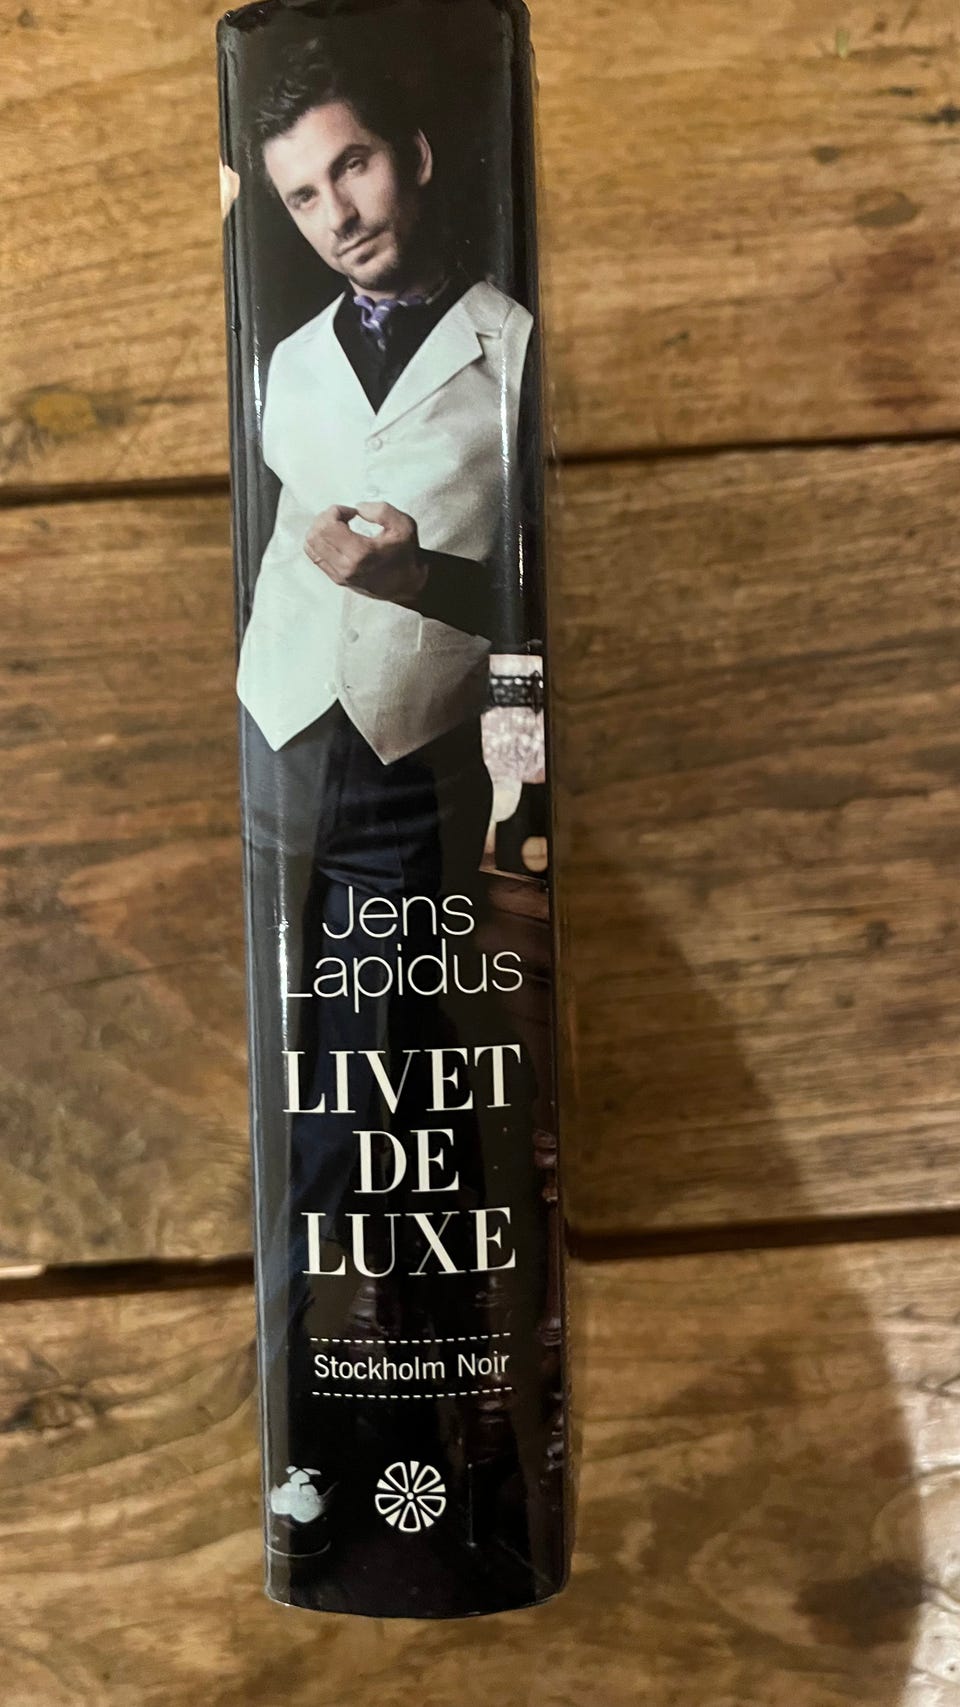 Jens
Lapidus
LIVET
DE
LUXE
Stockholm Noir